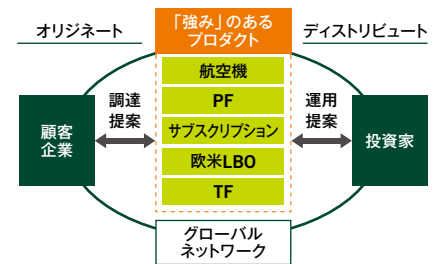 オリジネート
「強み」のある
プロダクト
ディストリビュート
航空機
PF
サブスクリプション
欧米LBO
TF
顧客
企業
調達
提案
運用
提案
投資家
グローバル
ネットワーク